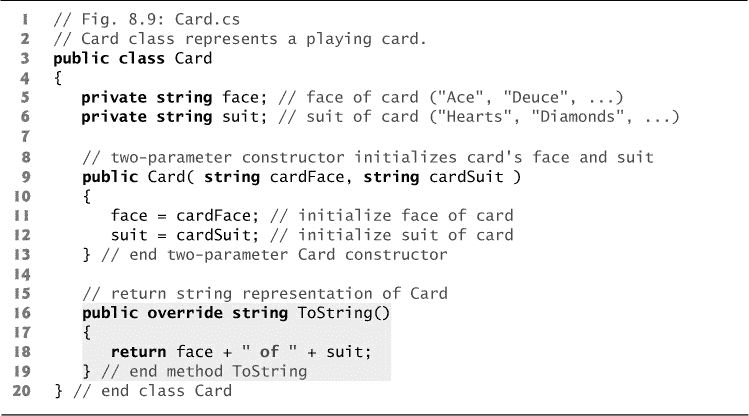 1 // Fig. 8.9: Card.cs
2 // Card class represents a playing card.
3 public class Card
4 {
5 private string face; // face of card ("Ace", "Deuce", ...)
6 private string suit; // suit of card ("Hearts", "Diamonds", ...)
7
8 // two-parameter constructor initializes card's face and suit
9 public Card( string cardFace, string cardSuit )
10 {
11 face = cardFace; // initialize face of card
12 suit = cardSuit; // initialize suit of card
13 } // end two-parameter Card constructor
14
15 // return string representation of Card
16 public override string ToString()
17 {
18 return face + " of " + suit;
19 } // end method ToString
20 } // end class Card